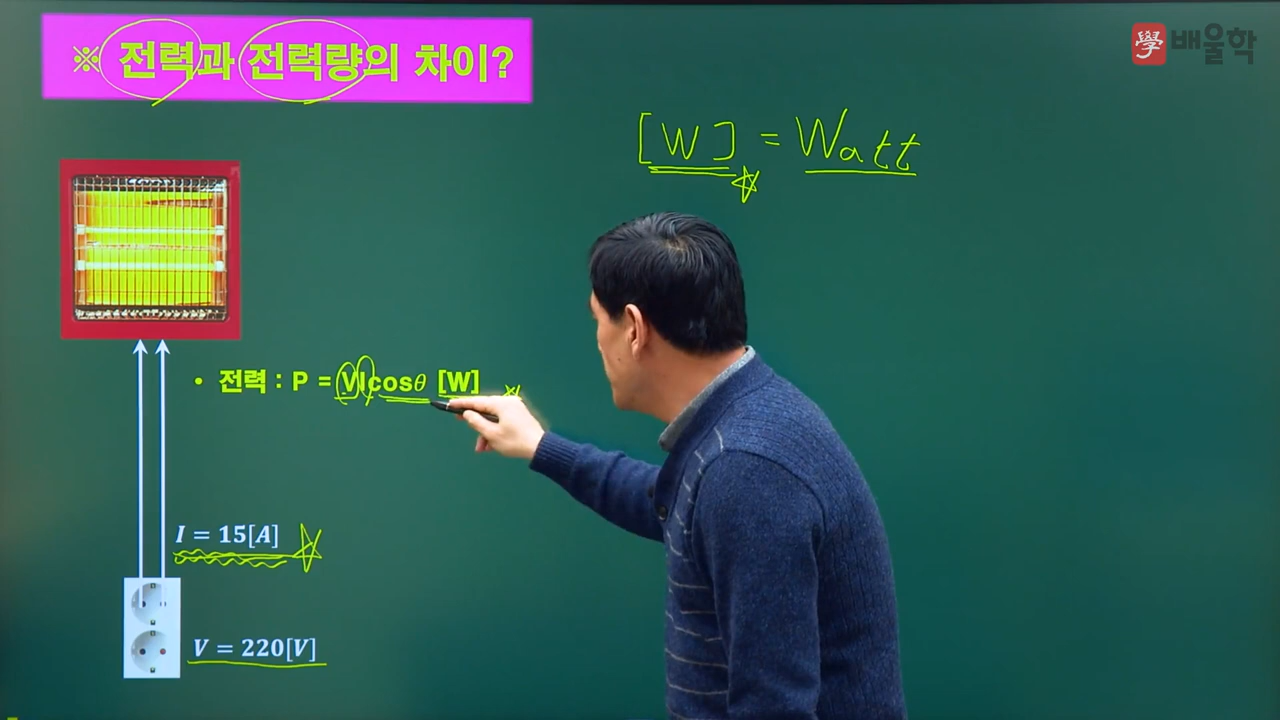 ※ 전력과 전력량의 차이?
學 배울학
[W] = Watt
• 전력 : P = VIcosθ [W]
I = 15[A]
V = 220[V]